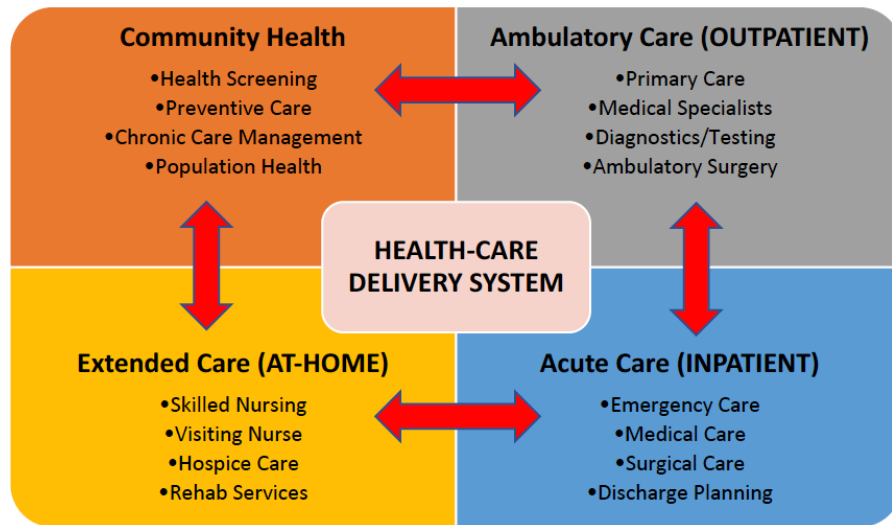 Community Health
•Health Screening
•Preventive Care
•Chronic Care Management
•Population Health
Ambulatory Care (OUTPATIENT)
•Primary Care
•Medical Specialists
•Diagnostics/Testing
•Ambulatory Surgery
HEALTH-CARE
DELIVERY SYSTEM
Extended Care (AT-HOME)
•Skilled Nursing
•Visiting Nurse
•Hospice Care
•Rehab Services
Acute Care (INPATIENT)
•Emergency Care
•Medical Care
•Surgical Care
•Discharge Planning